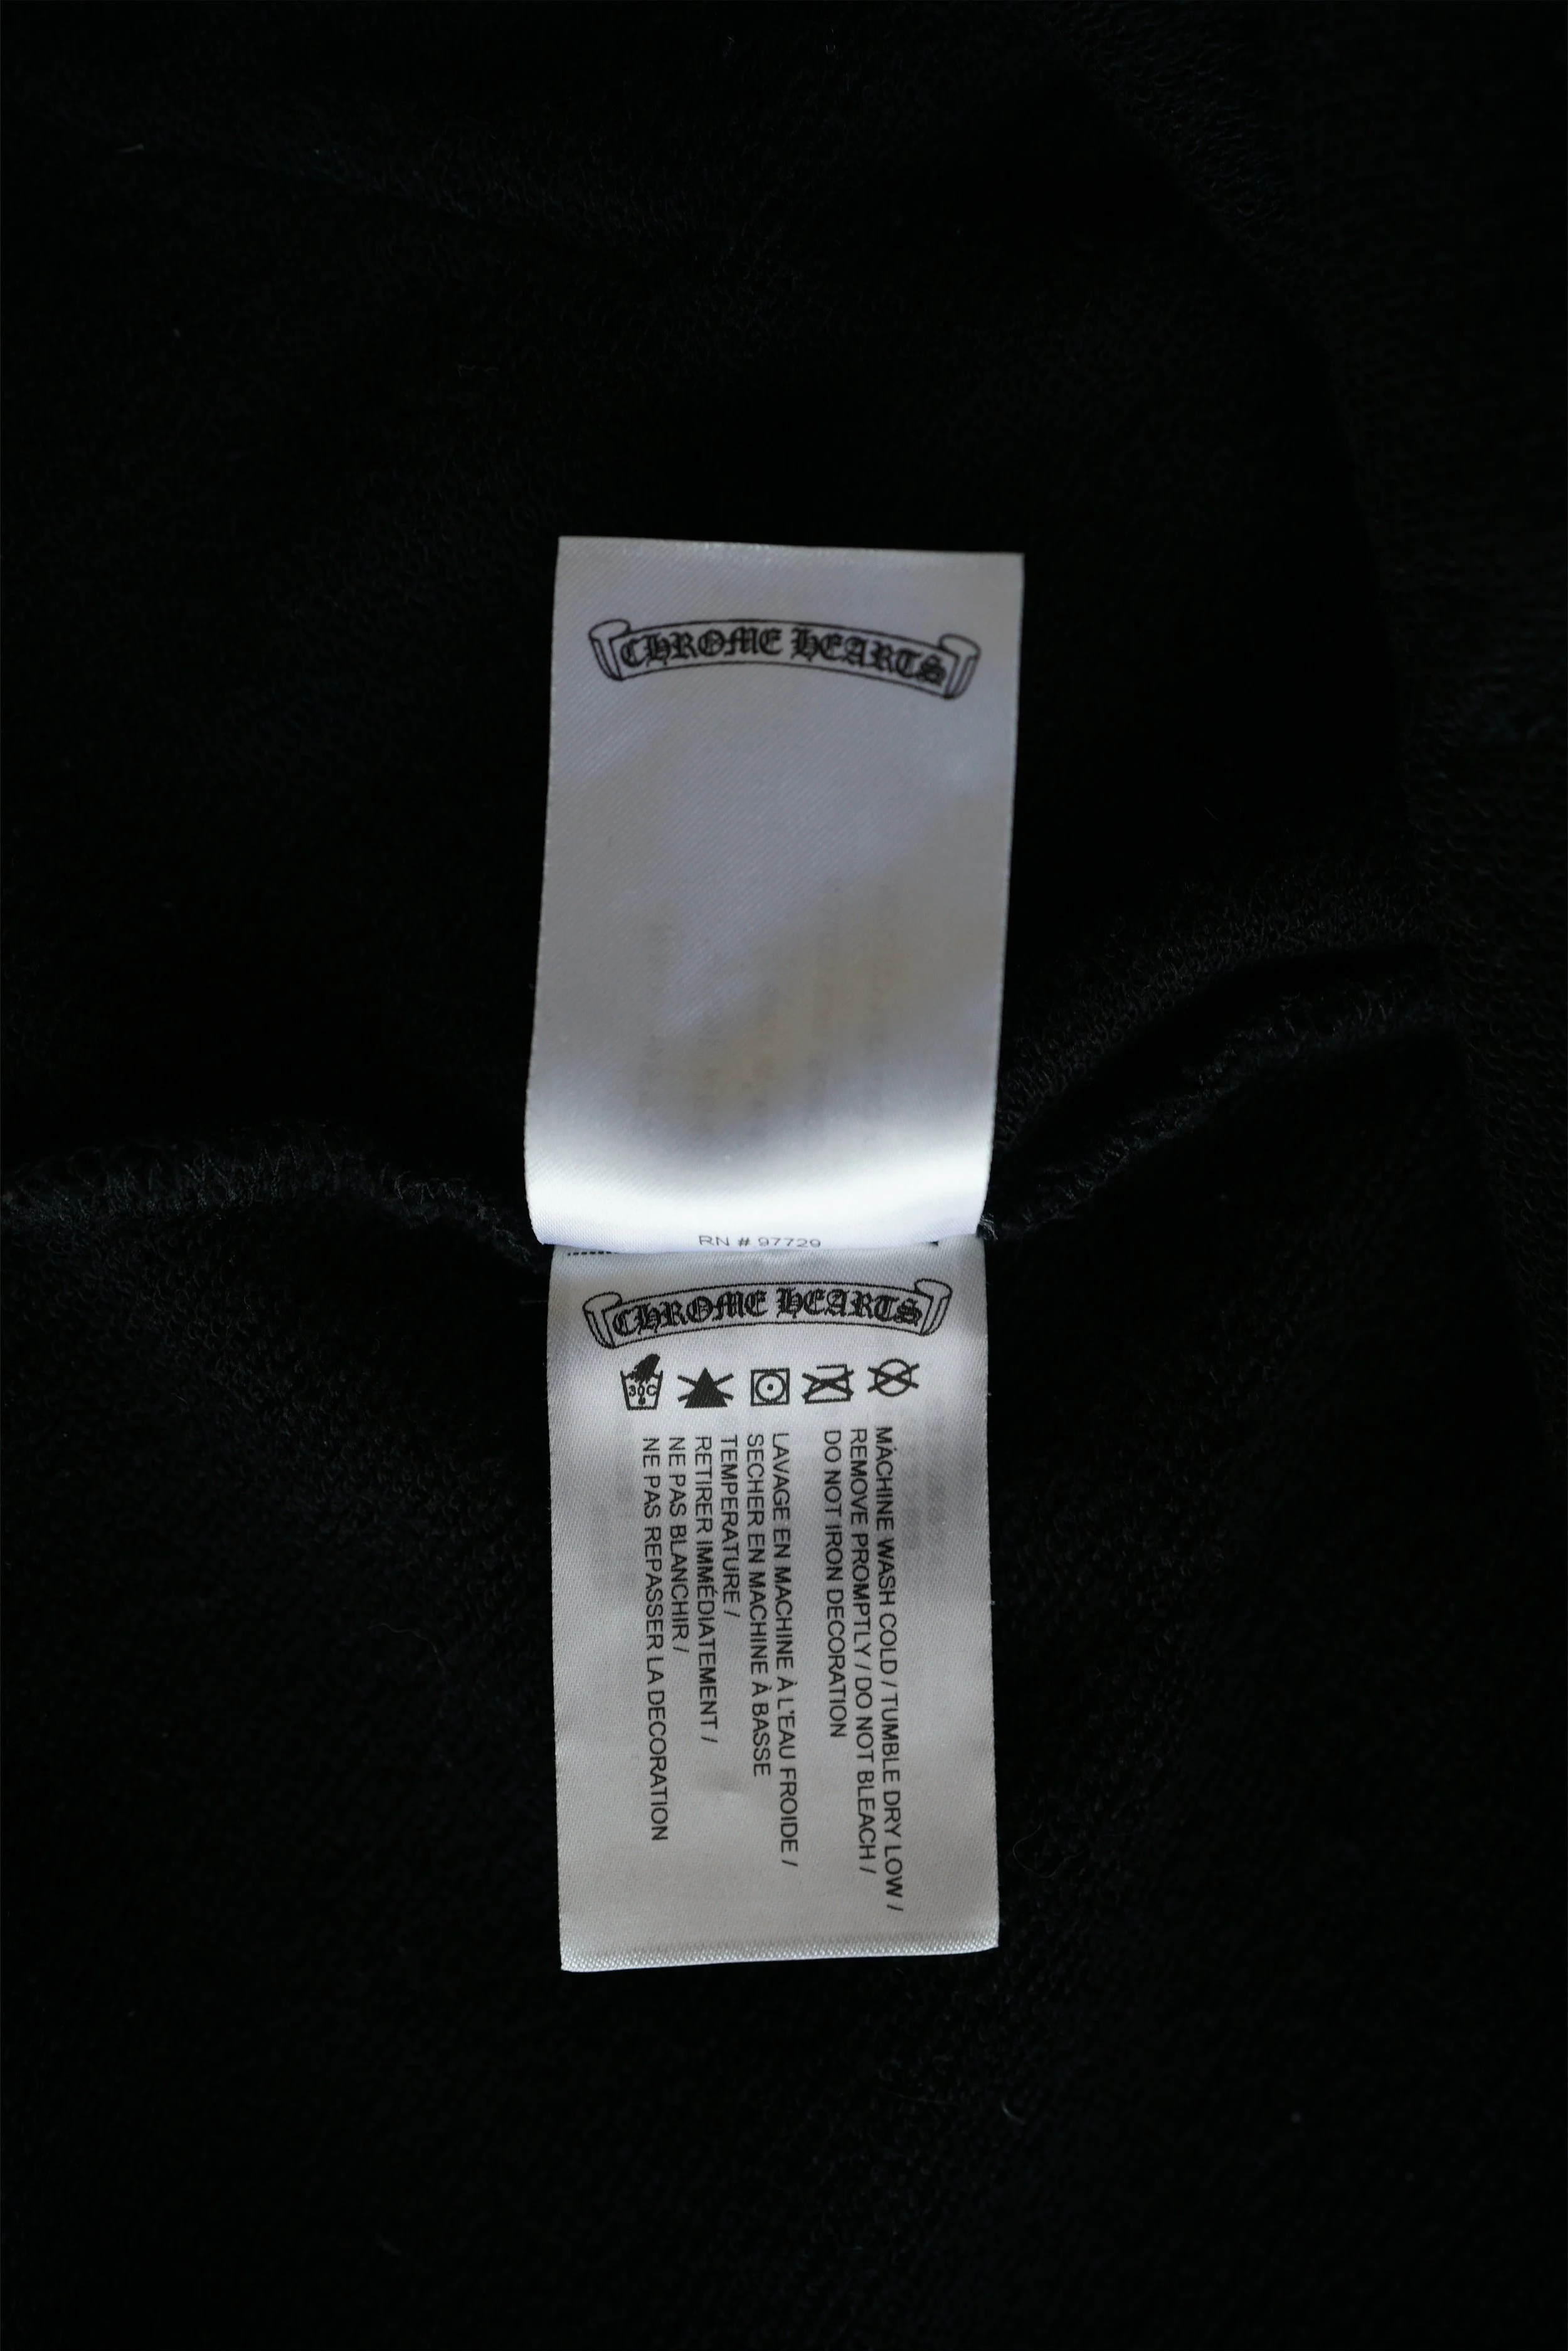 CHROME HEARTS
RN # 97729
CHROME HEARTS
30C
MACHINE WASH COLD / TUMBLE DRY LOW /
REMOVE PROMPTLY / DO NOT BLEACH /
DO NOT IRON DECORATION
LAVAGE EN MACHINE À L'EAU FROIDE /
SECHER EN MACHINE À BASSE
TEMPERATURE /
RETIRER IMMÉDIATEMENT /
NE PAS BLANCHIR /
NE PAS REPASSER LA DECORATION